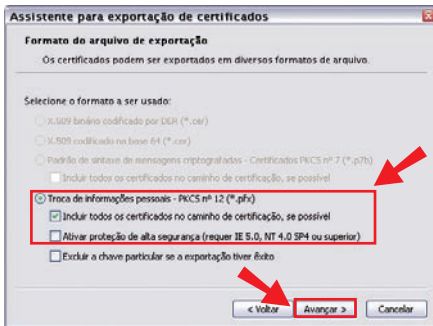 Assistente para exportação de certificados
Formato do arquivo de exportação
Os certificados podem ser exportados em diversos formatos de arquivo.
Selecione o formato a ser usado:
X.509 binário codificado por DER (*.cer)
X.509 codificado na base 64 (*.cer)
Padrão de sintaxe de mensagens criptografadas - Certificados PKCS nº 7 (*.p7b)
Incluir todos os certificados no caminho de certificação, se possível
Troca de informações pessoais - PKCS nº 12 (*.pfx)
Incluir todos os certificados no caminho de certificação, se possível
Ativar proteção de alta segurança (requer IE 5.0, NT 4.0 SP4 ou superior)
Excluir a chave particular se a exportação tiver êxito
< Voltar
Avançar >
Cancelar